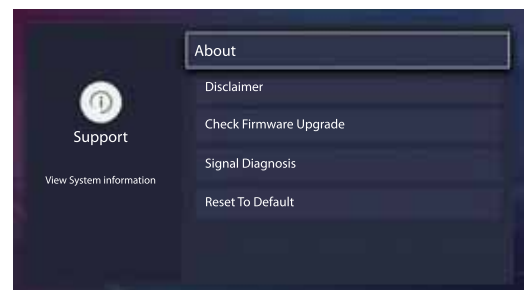 Support
View System information
About
Disclaimer
Check Firmware Upgrade
Signal Diagnosis
Reset To Default